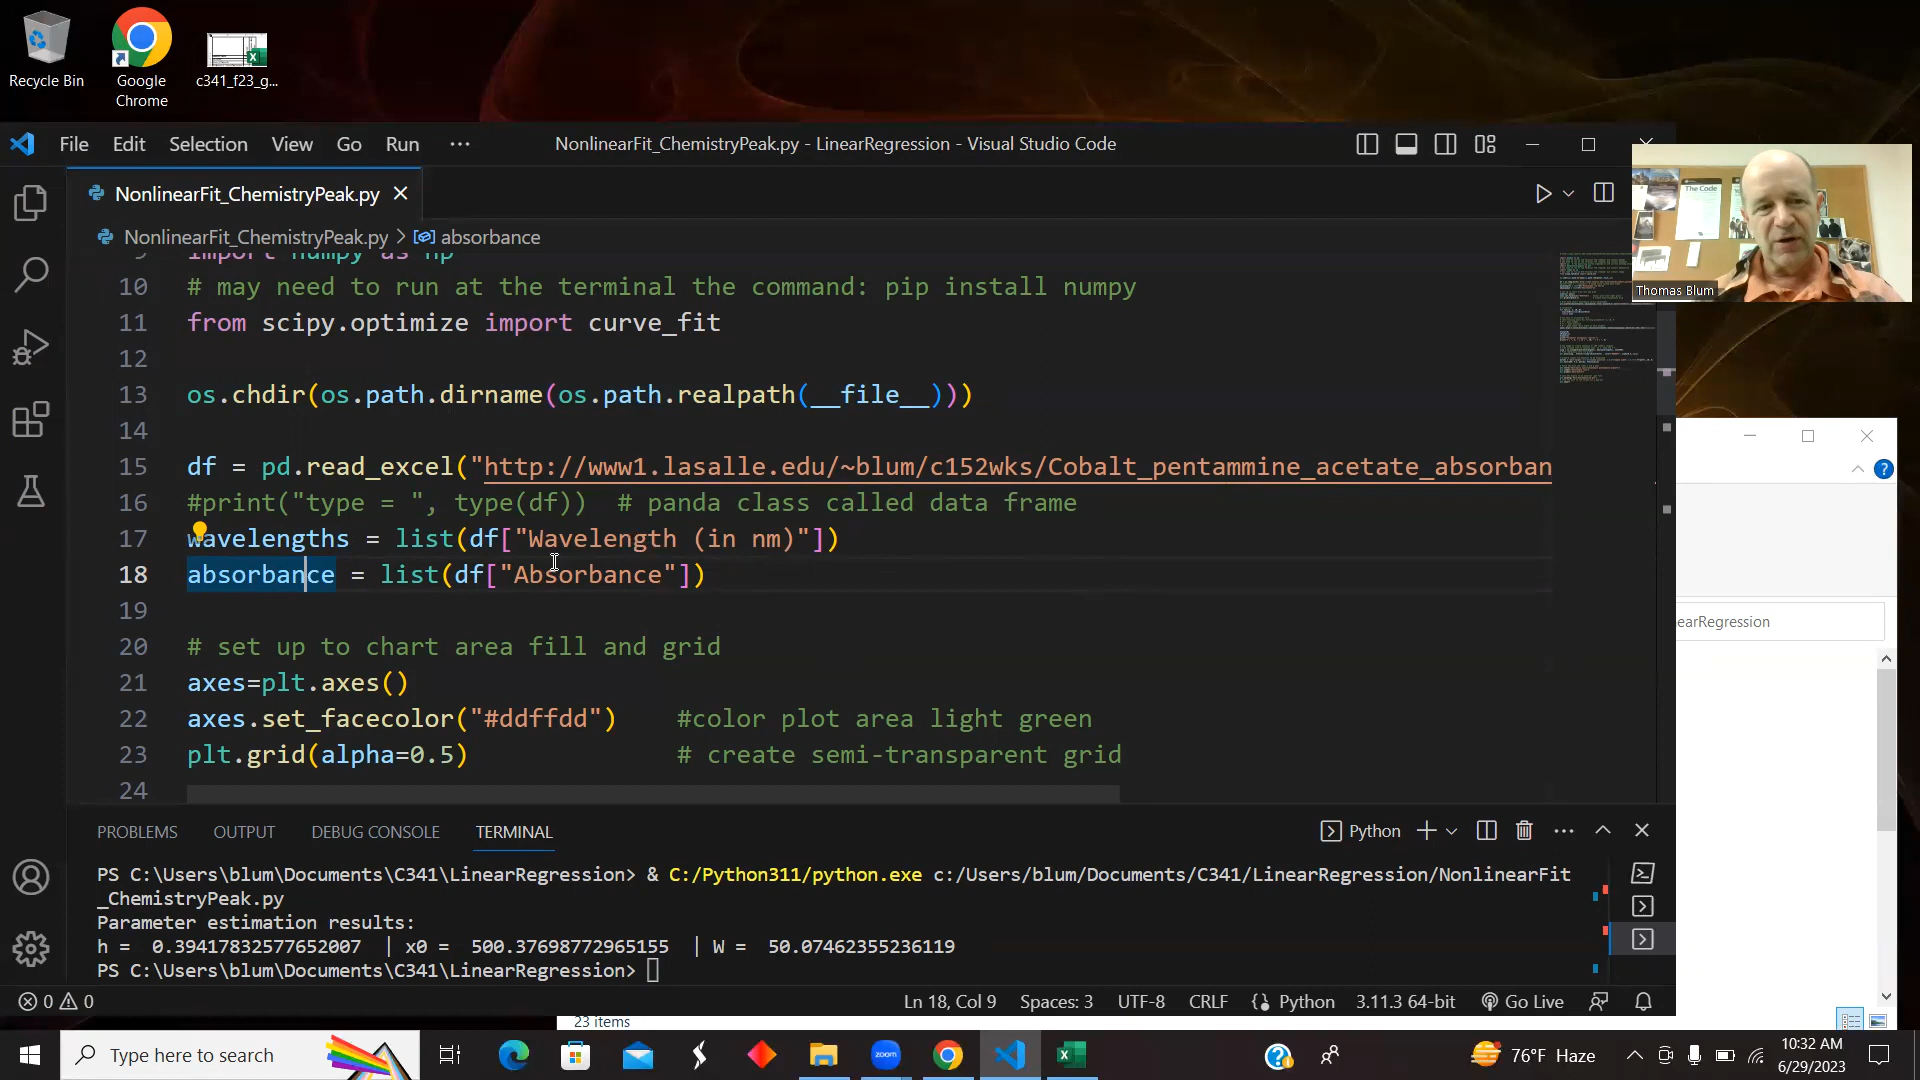 Recycle Bin
Google Chrome
c341_f23_g...
File Edit Selection View Go Run ···
NonlinearFit_ChemistryPeak.py - LinearRegression - Visual Studio Code
NonlinearFit_ChemistryPeak.py
NonlinearFit_ChemistryPeak.py > absorbance
The Code
Thomas Blum
9 import numpy as np
10 # may need to run at the terminal the command: pip install numpy
11 from scipy.optimize import curve_fit
12
13 os.chdir(os.path.dirname(os.path.realpath(__file__)))
14
15 df = pd.read_excel("http://www1.lasalle.edu/~blum/c152wks/Cobalt_pentammine_acetate_absorban
16 #print("type = ", type(df))  # panda class called data frame
17 wavelengths = list(df["Wavelength (in nm)"])
18 absorbance = list(df["Absorbance"])
19
20 # set up to chart area fill and grid
21 axes=plt.axes()
22 axes.set_facecolor("#ddffdd")    #color plot area light green
23 plt.grid(alpha=0.5)              # create semi-transparent grid
24
earRegression
PROBLEMS OUTPUT DEBUG CONSOLE TERMINAL
Python
PS C:\Users\blum\Documents\C341\LinearRegression> & C:/Python311/python.exe c:/Users/blum/Documents/C341/LinearRegression/NonlinearFit
_ChemistryPeak.py
Parameter estimation results:
h =  0.39417832577652007  | x0 =  500.37698772965155  | W =  50.07462355236119
PS C:\Users\blum\Documents\C341\LinearRegression>
0 0
Ln 18, Col 9 Spaces: 3 UTF-8 CRLF Python 3.11.3 64-bit Go Live
23 items
Type here to search
zoom
76°F Haze
10:32 AM
6/29/2023